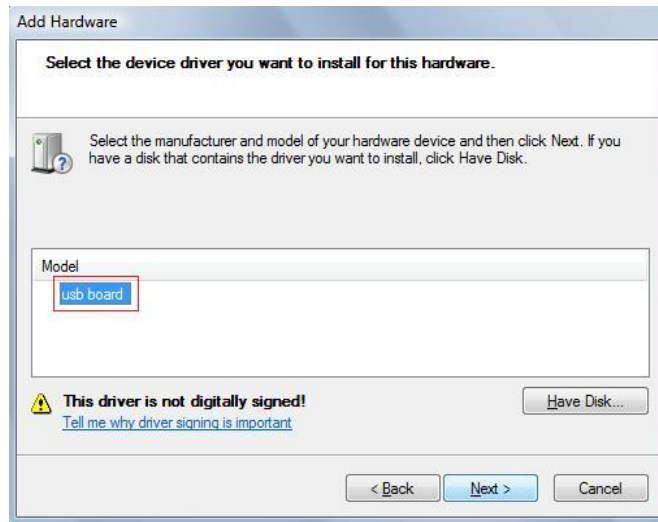 Add Hardware
Select the device driver you want to install for this hardware.
Select the manufacturer and model of your hardware device and then click Next. If you
have a disk that contains the driver you want to install, click Have Disk.
Model
usb board
This driver is not digitally signed!
Have Disk...
Tell me why driver signing is important
< Back
Next >
Cancel